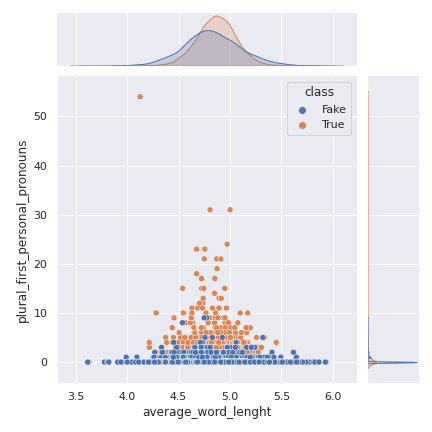 class
Fake
True
50
40
30
20
10
0
plural_first_personal_pronouns
3.5 4.0 4.5 5.0 5.5 6.0
average_word_lenght